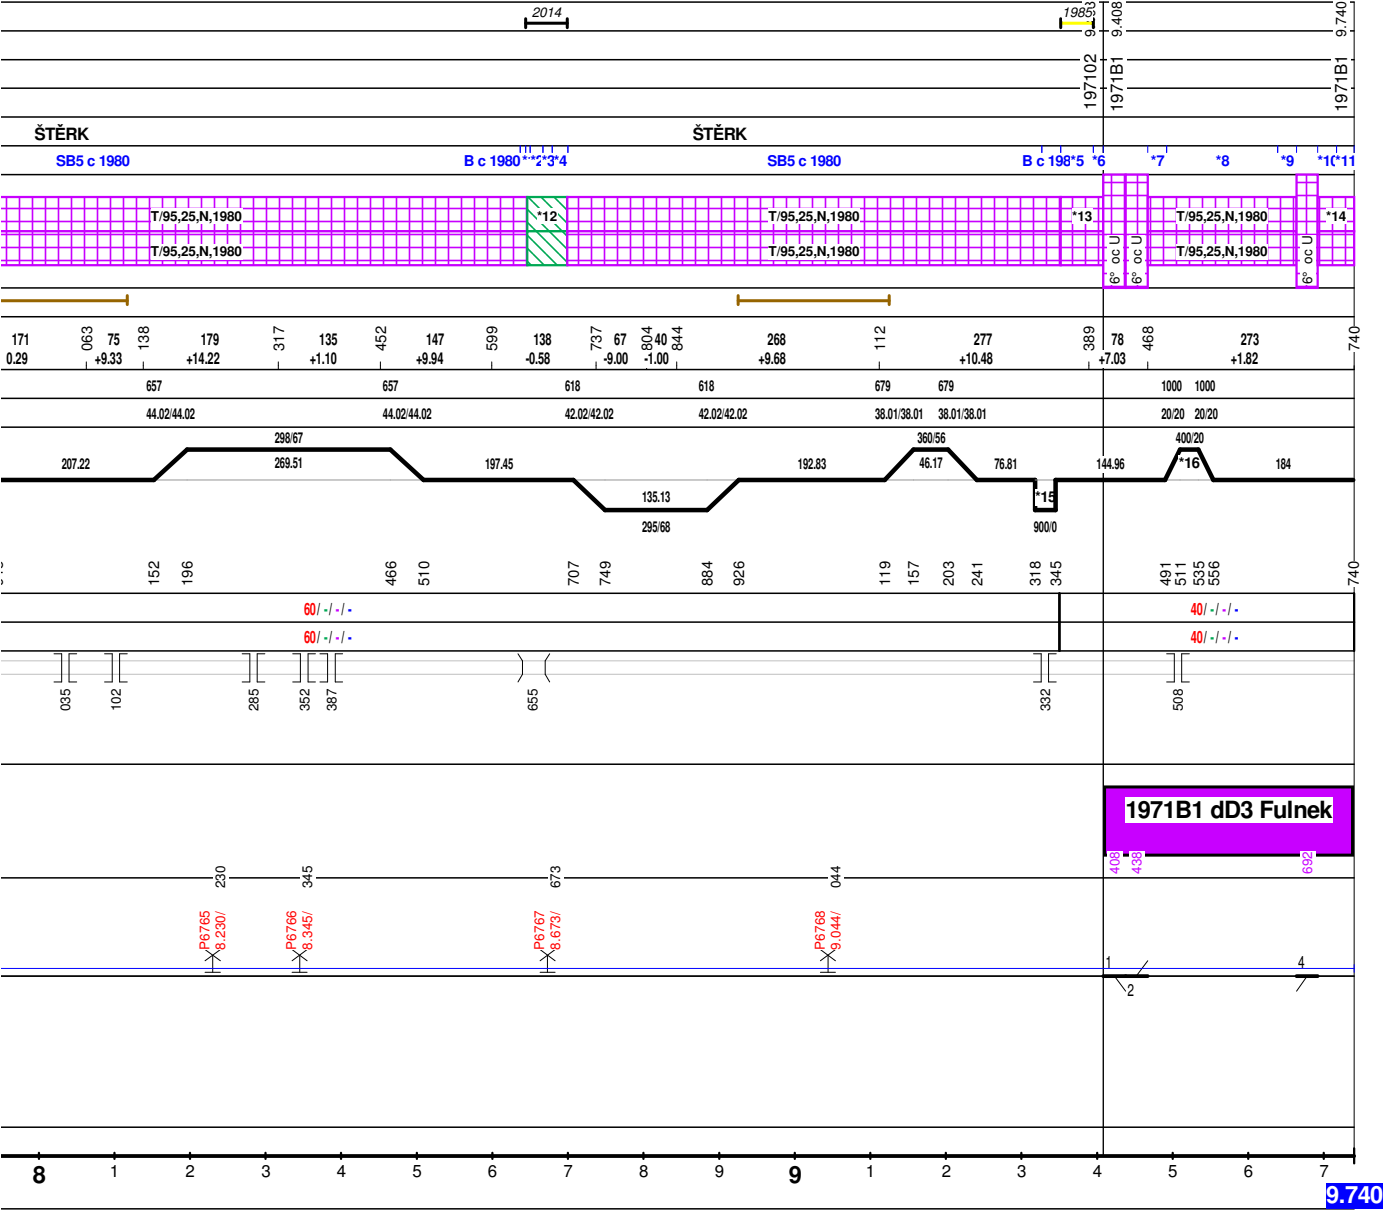 2014 1985 9.408 9.740
197102 1971B1 1971B1
ŠTĚRK ŠTĚRK
SB5 c 1980 B c 1980 *2 *3 *4 SB5 c 1980 B c 198 *5 *6 *7 *8 *9 *1( *11
T/95,25,N,1980 *12 T/95,25,N,1980 *13 T/95,25,N,1980 *14
T/95,25,N,1980 T/95,25,N,1980 T/95,25,N,1980
6° oc U 6° oc U 6° oc U
171 063 75 138 179 317 135 452 147 599 138 737 67 804 40 844 268 112 277 389 78 468 273 740
0.29 +9.33 +14.22 +1.10 +9.94 -0.58 -9.00 -1.00 +9.68 +10.48 +7.03 +1.82
657 657 618 618 679 679 1000 1000
44.02/44.02 44.02/44.02 42.02/42.02 42.02/42.02 38.01/38.01 38.01/38.01 20/20 20/20
298/67 360/56 400/20
207.22 269.51 197.45 192.83 46.17 76.81 144.96 *16 184
135.13 *15
295/68 900/0
152 196 466 510 707 749 884 926 119 157 203 241 318 345 491 511 535 556 740
60/ -/ -/ - 40/ -/ -/ -
60/ -/ -/ - 40/ -/ -/ -
035 102 285 352 387 655 332 508
1971B1 dD3 Fulnek
408 438 692
230 345 673 044
P6765 P6766 P6767 P6768
8.230/ 8.345/ 8.673/ 9.044/
1 4
2
8 1 2 3 4 5 6 7 8 9 9 1 2 3 4 5 6 7
9.740